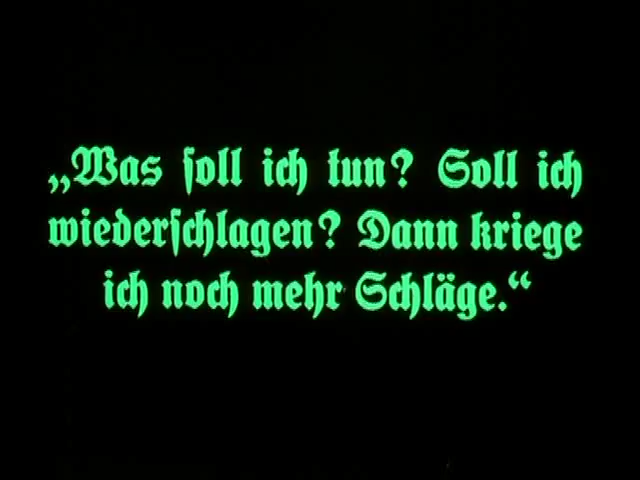 „Was ſoll ich tun? Soll ich
wiederſchlagen? Dann kriege
ich noch mehr Schläge.“